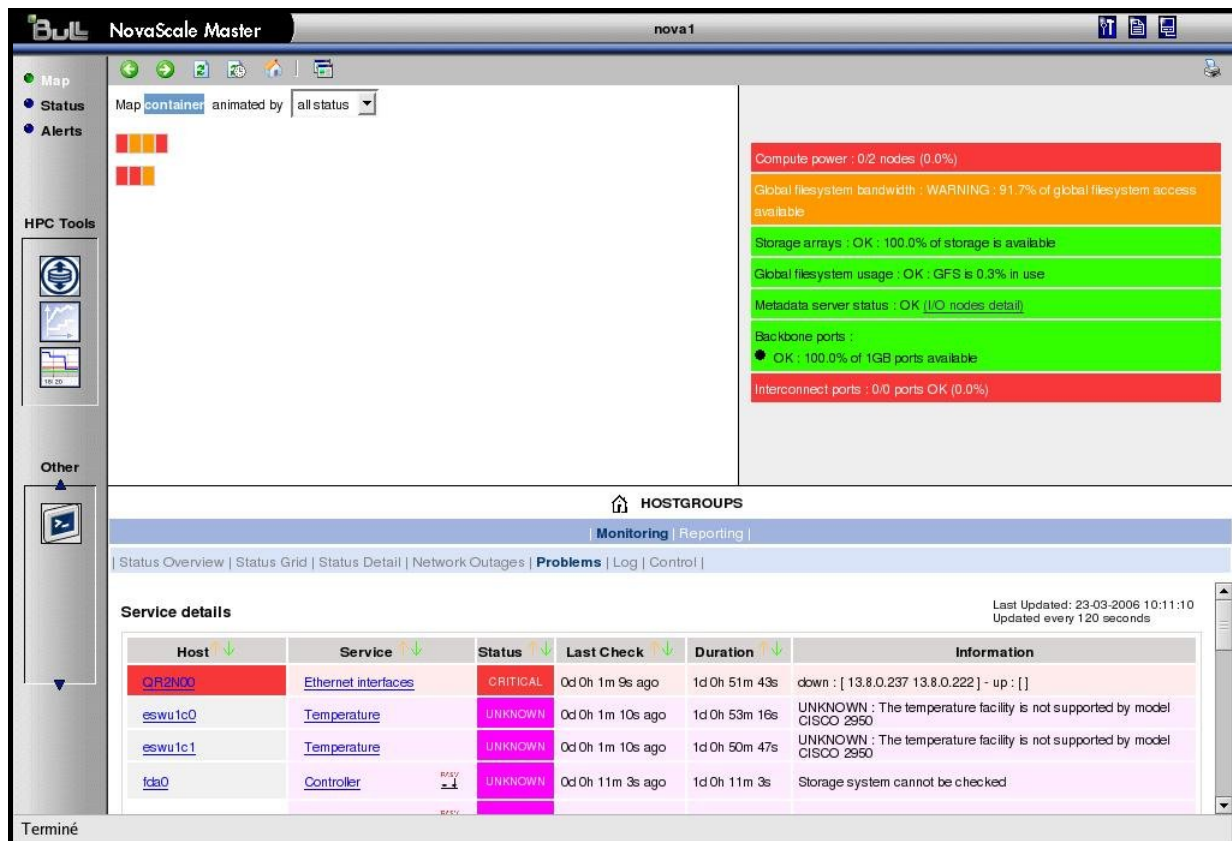 Bull NovaScale Master nova1
Map
Status
Alerts
HPC Tools
18 20
Other
Map container animated by all status
Compute power : 0/2 nodes (0.0%)
Global filesystem bandwidth : WARNING : 91.7% of global filesystem access
available
Storage arrays : OK : 100.0% of storage is available
Global filesystem usage : OK : GFS is 0.3% in use
Metadata server status : OK (I/O nodes detail)
Backbone ports :
OK : 100.0% of 1GB ports available
Interconnect ports : 0/0 ports OK (0.0%)
HOSTGROUPS
| Monitoring | Reporting |
| Status Overview | Status Grid | Status Detail | Network Outages | Problems | Log | Control |
Service details
Last Updated: 23-03-2006 10:11:10
Updated every 120 seconds
Host Service Status Last Check Duration Information
QR2N00 Ethernet interfaces CRITICAL 0d 0h 1m 9s ago 1d 0h 51m 43s down : [ 13.8.0.237 13.8.0.222 ] - up : [ ]
eswu1c0 Temperature UNKNOWN 0d 0h 1m 10s ago 1d 0h 53m 16s UNKNOWN : The temperature facility is not supported by model
CISCO 2950
eswu1c1 Temperature UNKNOWN 0d 0h 1m 10s ago 1d 0h 50m 47s UNKNOWN : The temperature facility is not supported by model
CISCO 2950
fda0 Controller UNKNOWN 0d 0h 11m 3s ago 1d 0h 11m 3s Storage system cannot be checked
Terminé